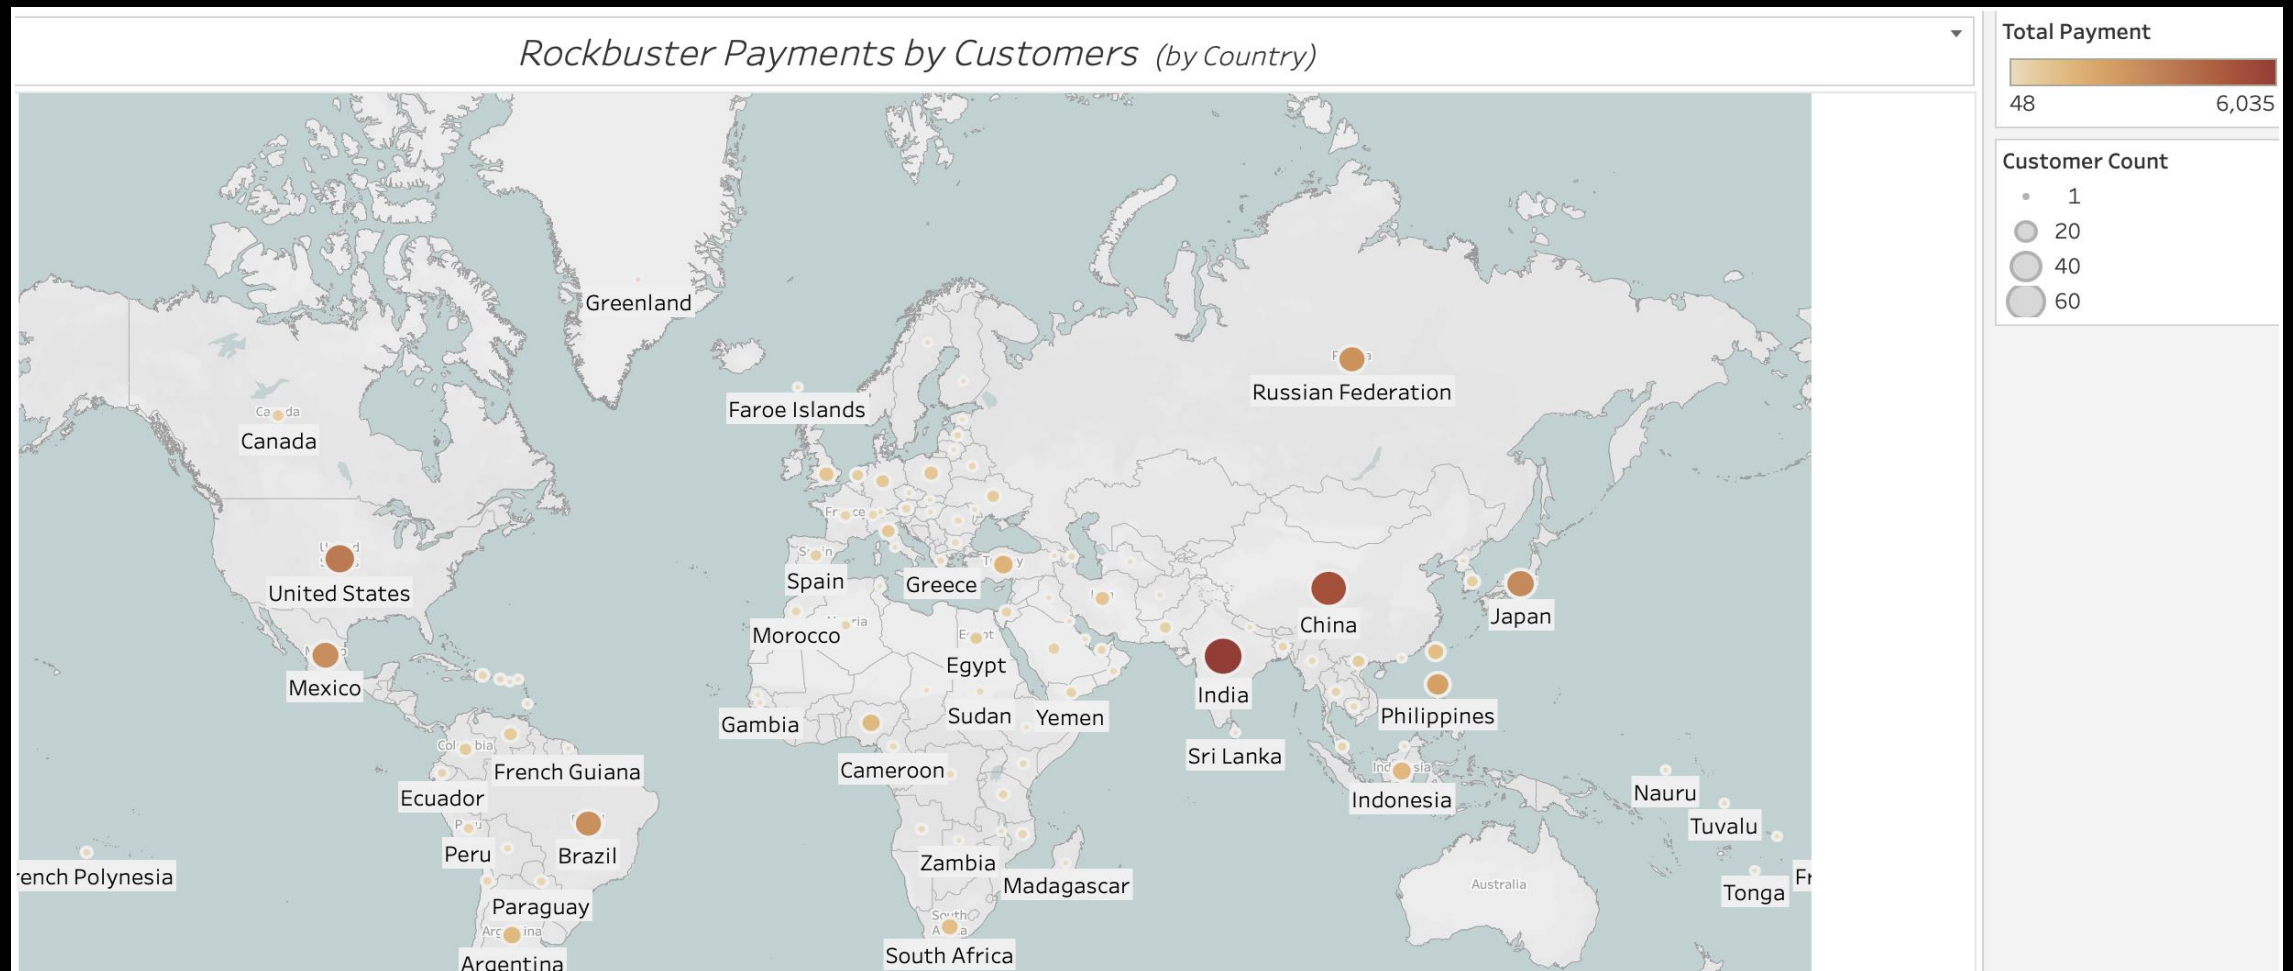 Rockbuster Payments by Customers (by Country)
Total Payment
48 6,035
Customer Count
1
20
40
60
Greenland
Faroe Islands
Russian Federation
Canada
United States
Mexico
Spain
Greece
Morocco
Egypt
Gambia
Sudan
Yemen
Cameroon
China
Japan
India
Philippines
Sri Lanka
Indonesia
French Guiana
Ecuador
Peru
Brazil
rench Polynesia
Paraguay
Argentina
Zambia
Madagascar
South Africa
Australia
Nauru
Tuvalu
Tonga
Fr